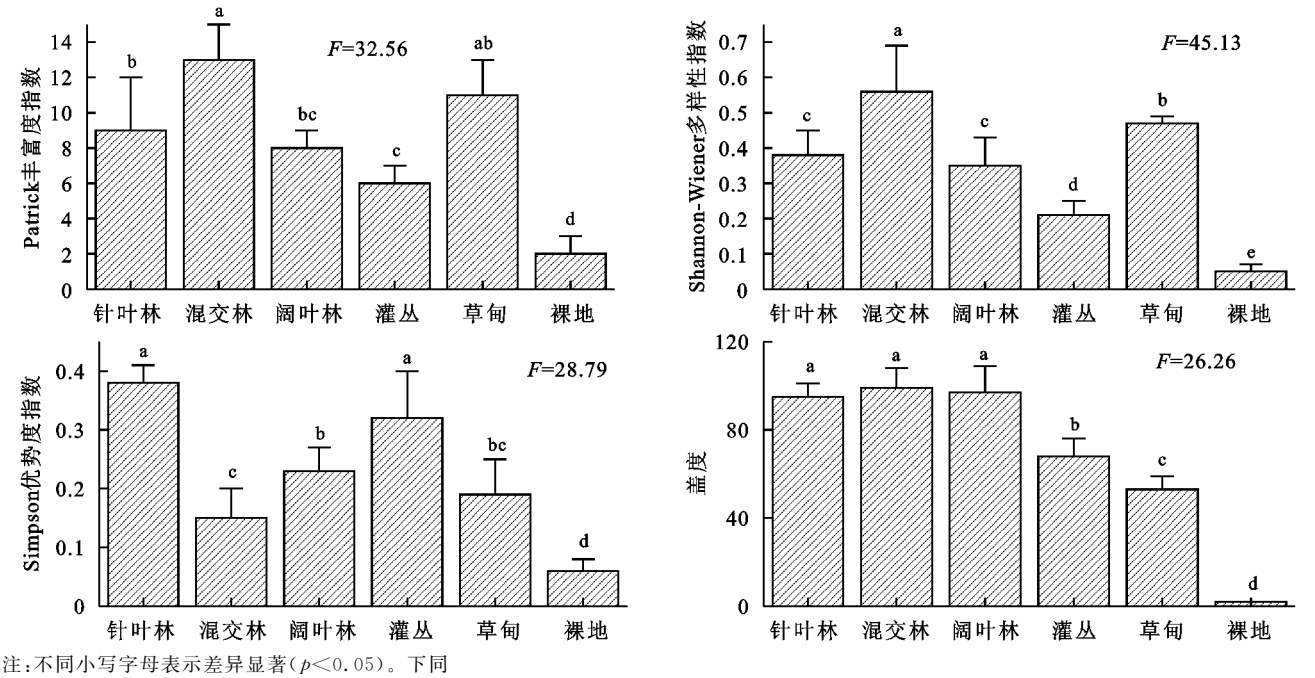 Patrick丰富度指数
14
12
10
8
6
4
2
0
F=32.56
b
a
bc
c
ab
d
针叶林 混交林 阔叶林 灌丛 草甸 裸地
Shannon-Wiener多样性指数
0.7
0.6
0.5
0.4
0.3
0.2
0.1
0
F=45.13
c
a
c
d
b
e
针叶林 混交林 阔叶林 灌丛 草甸 裸地
Simpson优势度指数
0.4
0.3
0.2
0.1
0
F=28.79
a
c
b
a
bc
d
针叶林 混交林 阔叶林 灌丛 草甸 裸地
盖度
120
80
40
0
F=26.26
a
a
a
b
c
d
针叶林 混交林 阔叶林 灌丛 草甸 裸地
注:不同小写字母表示差异显著(p<0.05)。下同